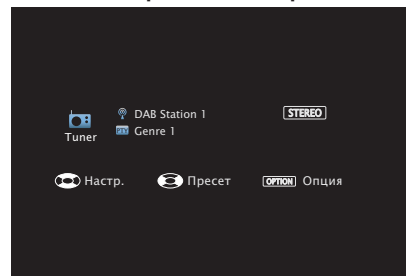 DAB Station 1
STEREO
Genre 1
Tuner
Настр.
Пресет
OPTION Опция